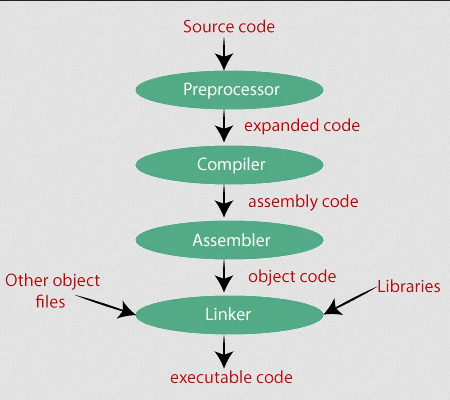 Source code
Preprocessor
expanded code
Compiler
assembly code
Assembler
object code
Other object
files
Libraries
Linker
executable code